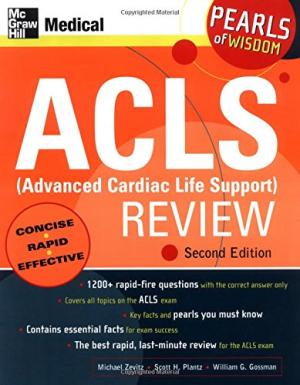 Mc
Graw
Hill
Medical
PEARLS
of WISDOM
ACLS
(Advanced Cardiac Life Support)
REVIEW
Second Edition
CONCISE
• RAPID •
EFFECTIVE
• 1200+ rapid-fire questions with the correct answer only
Covers all topics on the ACLS exam •
Key facts and pearls you must know
• Contains essential facts for exam success
• The best rapid, last-minute review for the ACLS exam
Michael Zevitz • Scott H. Plantz • William G. Gossman